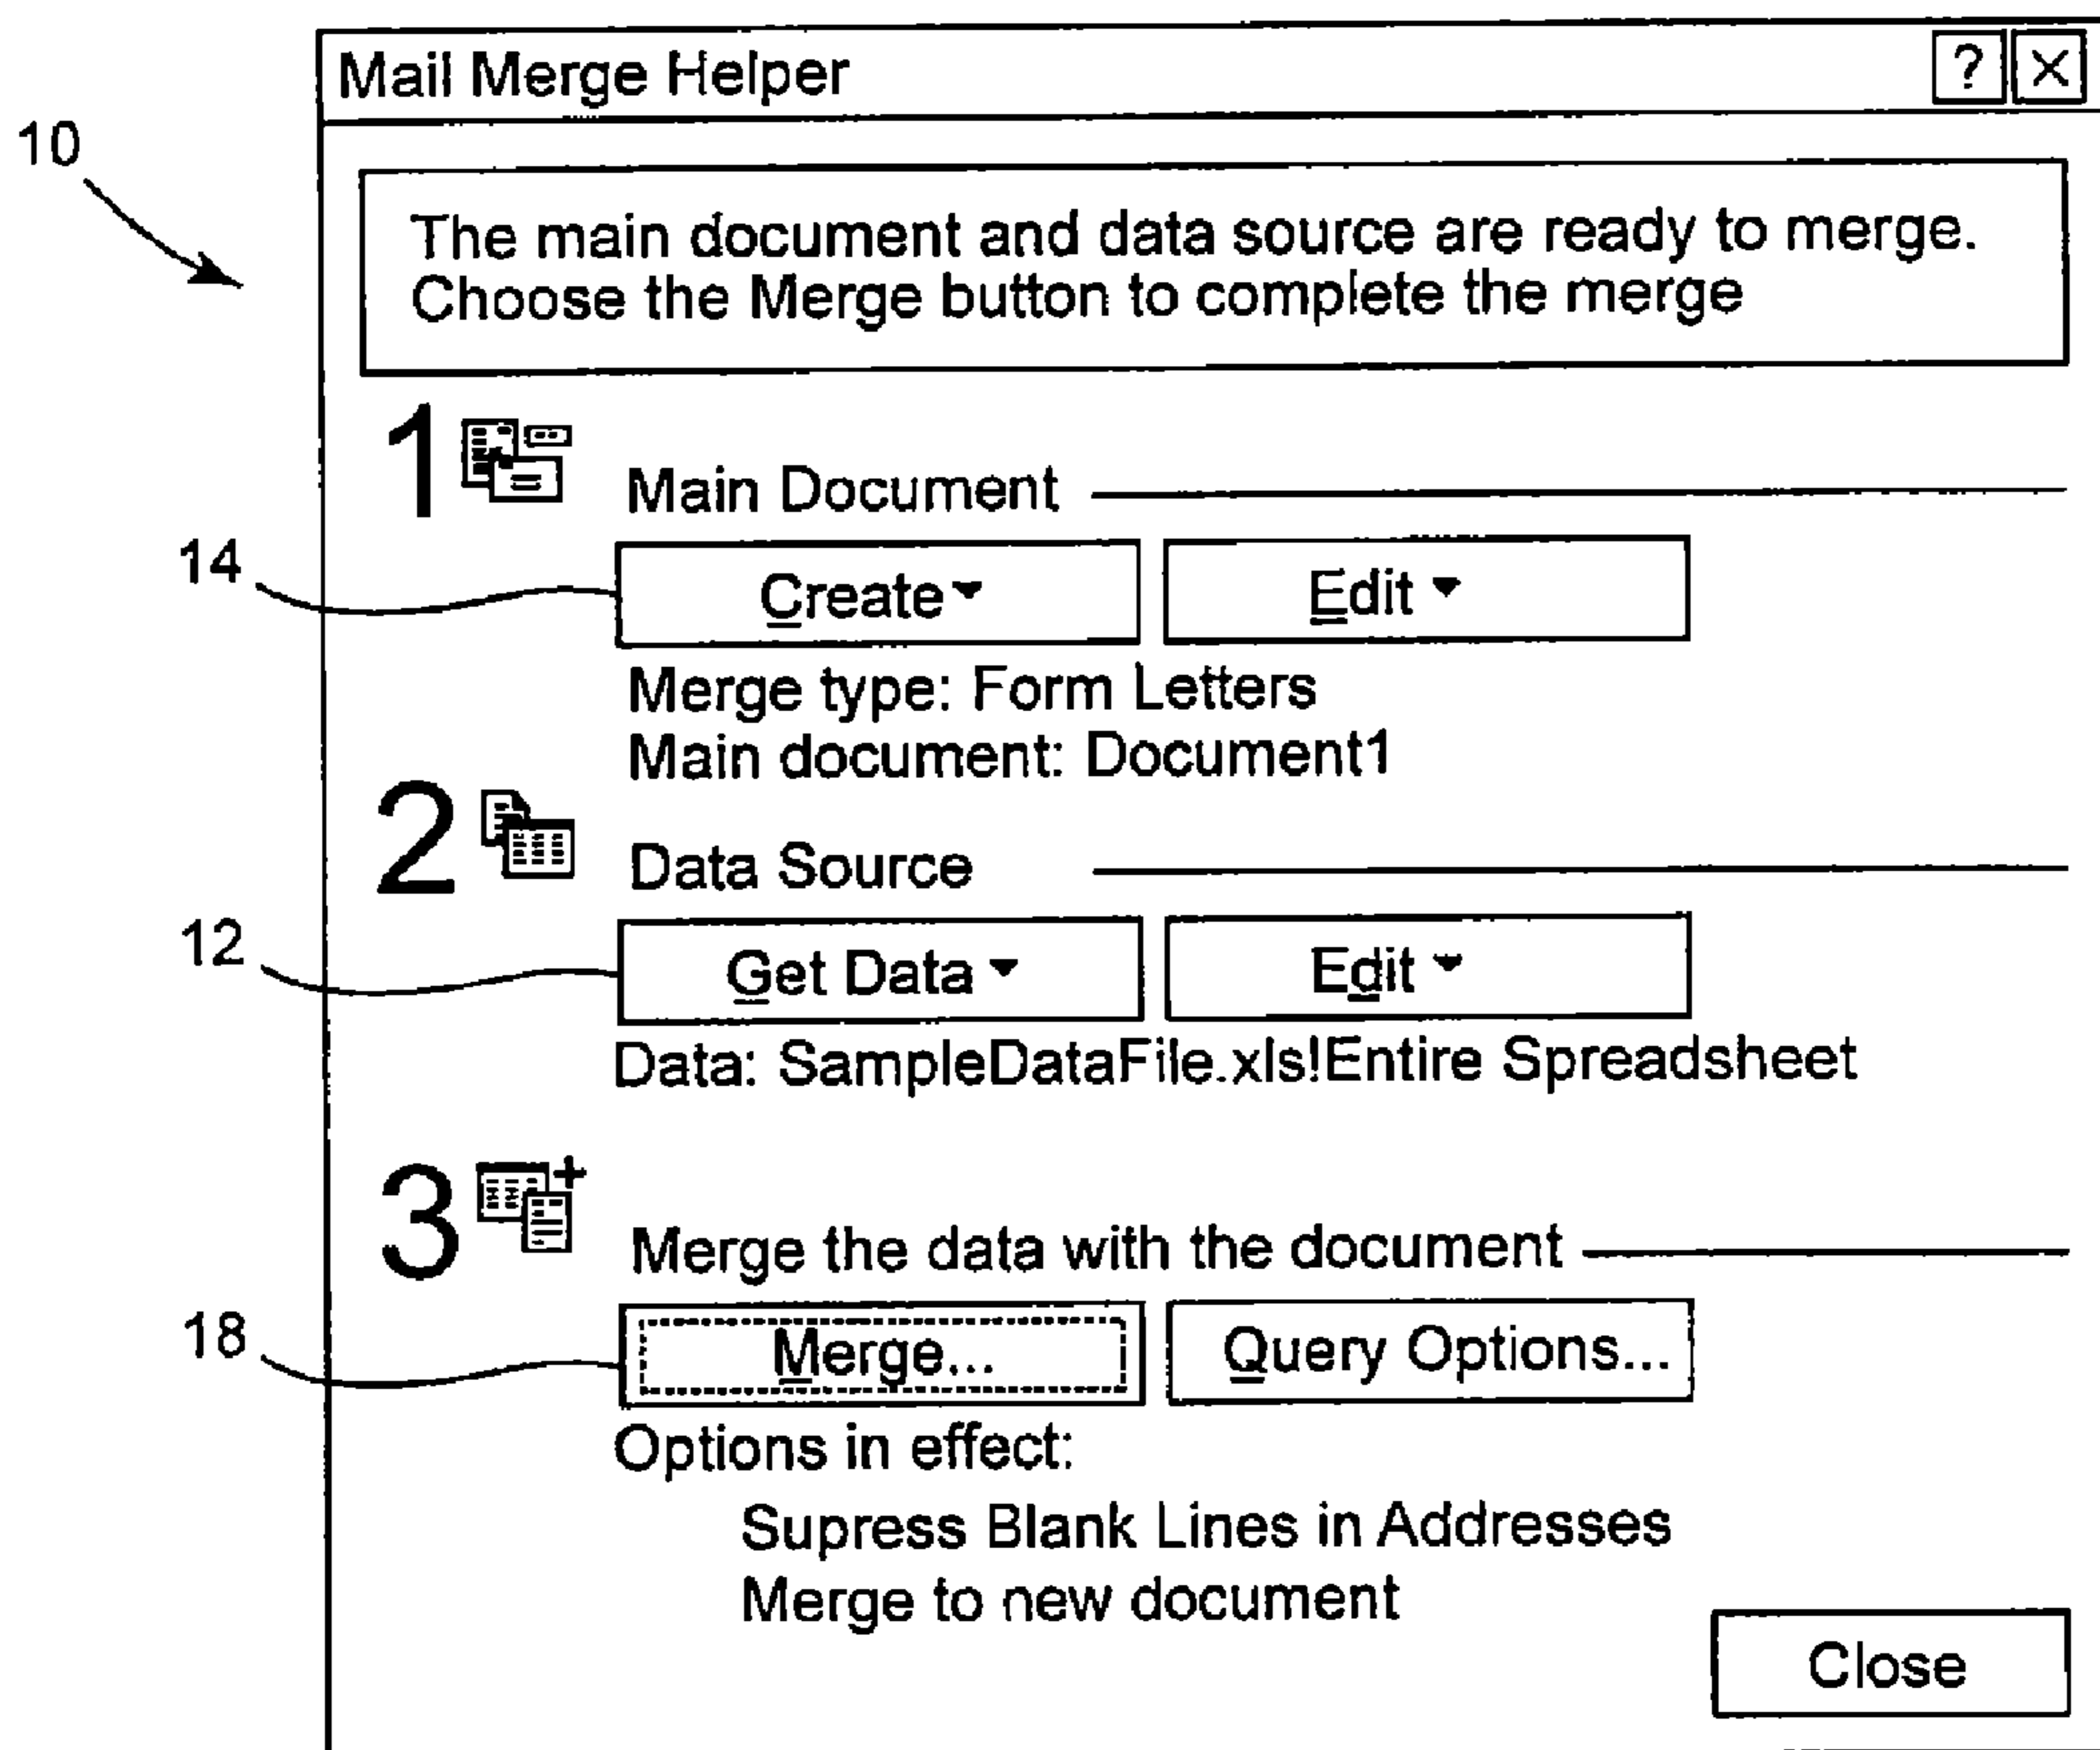 Mail Merge Helper ? X
10
The main document and data source are ready to merge.
Choose the Merge button to complete the merge
1 Main Document
14 Create Edit
Merge type: Form Letters
Main document: Document1
2 Data Source
12 Get Data Edit
Data: SampleDataFile.xls!Entire Spreadsheet
3 Merge the data with the document
18 Merge... Query Options...
Options in effect:
Supress Blank Lines in Addresses
Merge to new document
Close